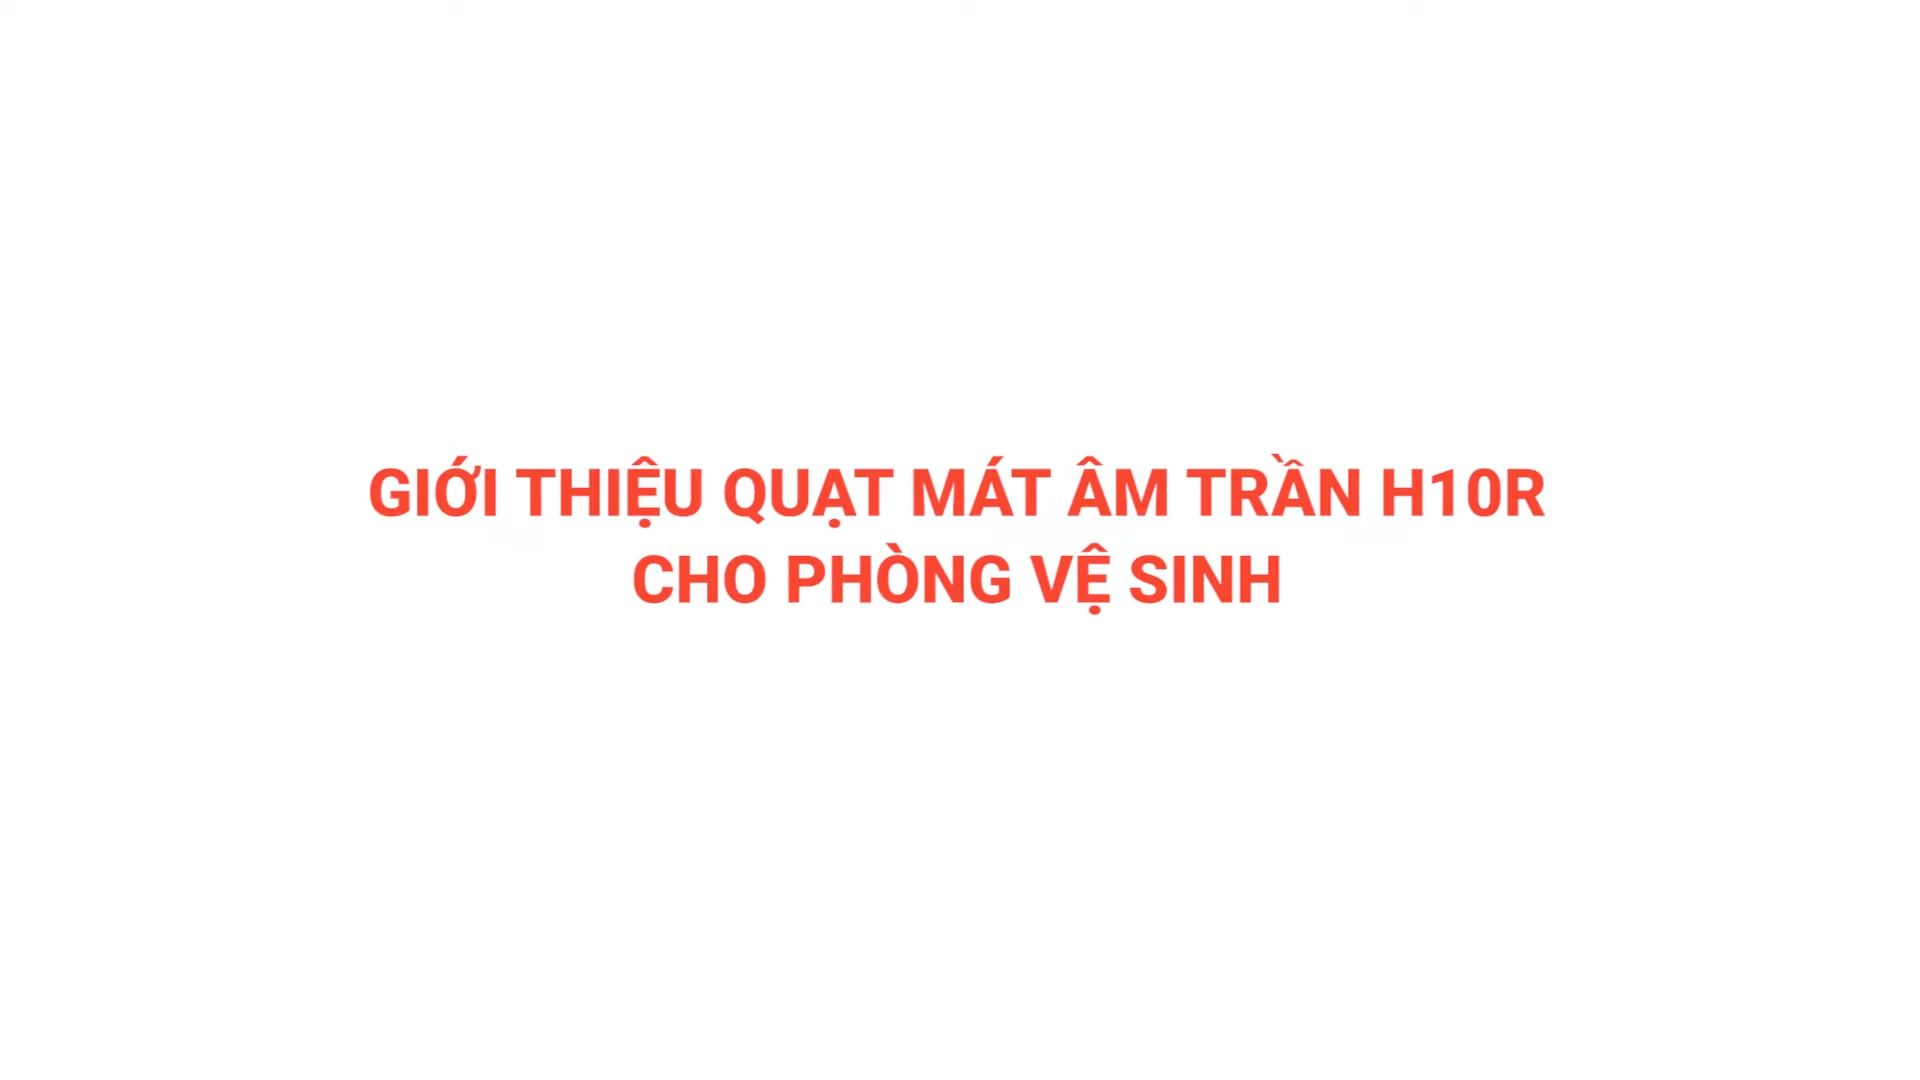 GIỚI THIỆU QUẠT MÁT ÂM TRẦN H10R
CHO PHÒNG VỆ SINH